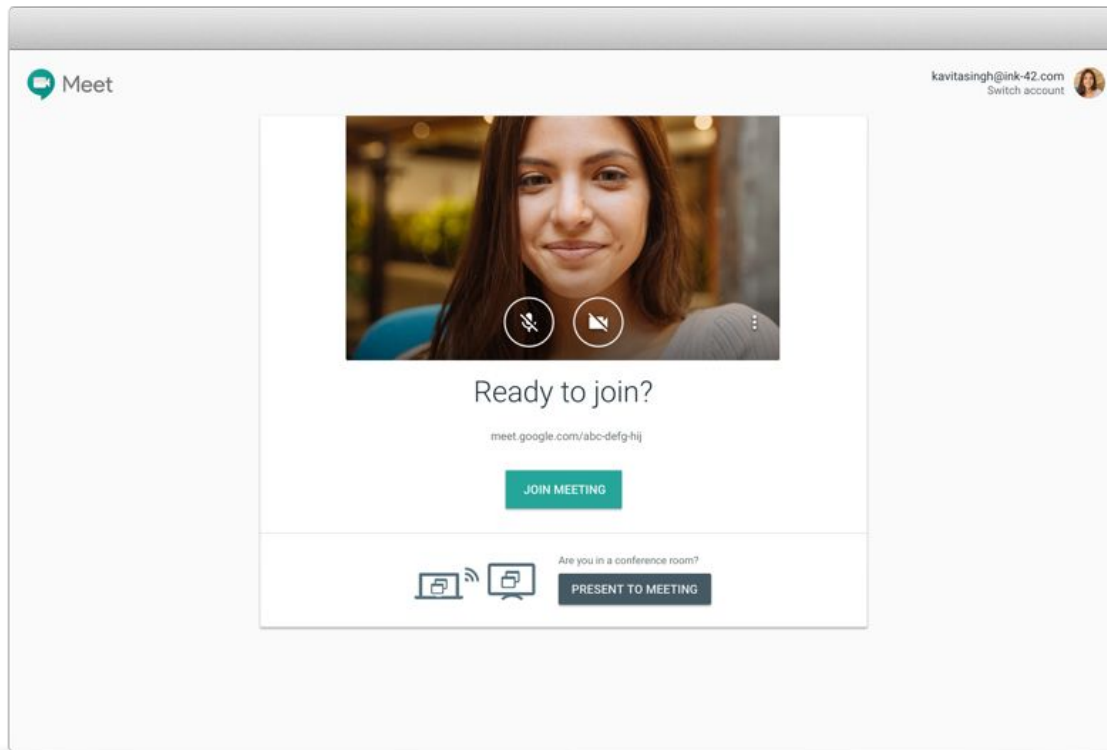 Meet
kavitasingh@ink-42.com
Switch account
Ready to join?
meet.google.com/abc-defg-hij
JOIN MEETING
Are you in a conference room?
PRESENT TO MEETING